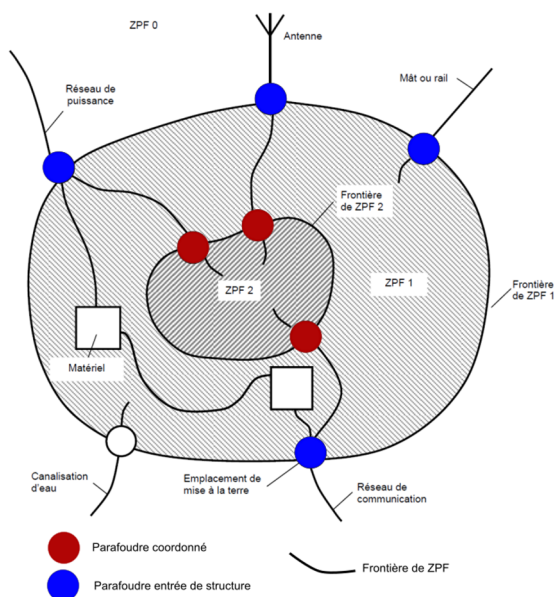 ZPF 0
Antenne
Réseau de
puissance
Mât ou rail
Frontière
de ZPF 2
ZPF 2
ZPF 1
Frontière
de ZPF 1
Matériel
Canalisation
d'eau
Emplacement de
mise à la terre
Réseau de
communication
Parafoudre coordonné
Frontière de ZPF
Parafoudre entrée de structure